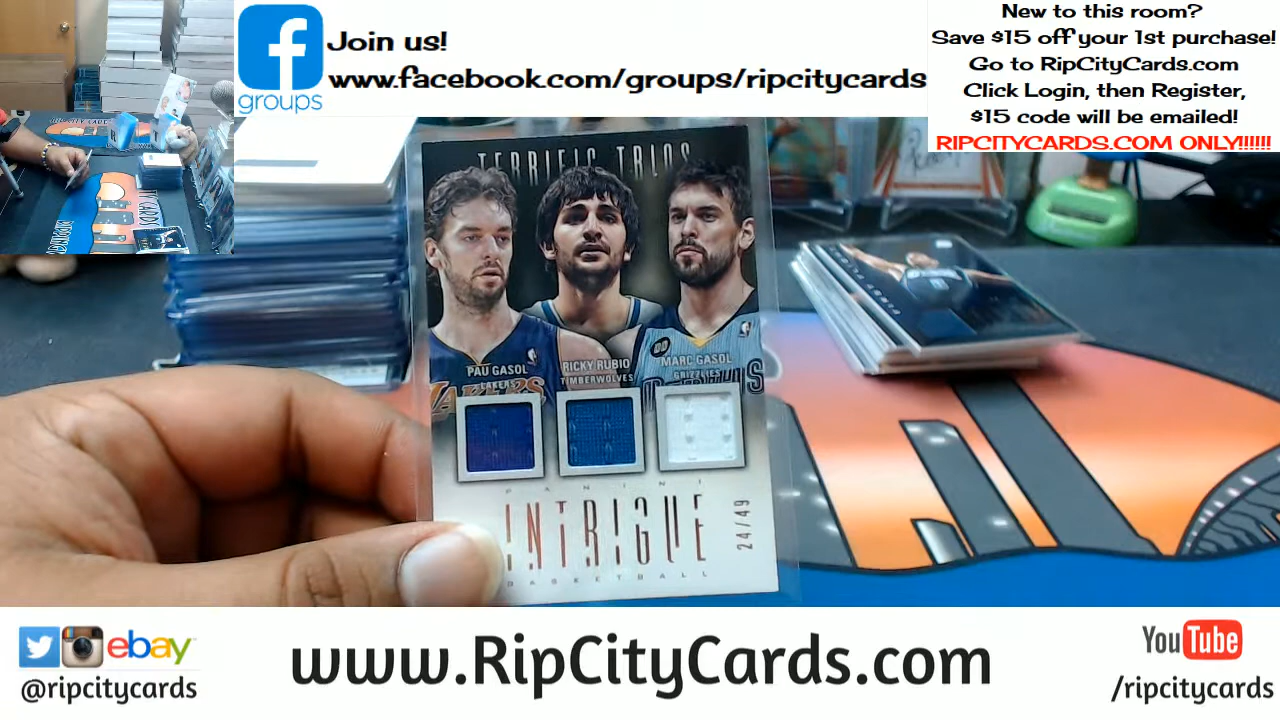 groups
Join us!
www.facebook.com/groups/ripcitycards
New to this room?
Save $15 off your 1st purchase!
Go to RipCityCards.com
Click Login, then Register,
$15 code will be emailed!
RIPCITYCARDS.COM ONLY!!!!!!
TERRIFIC TRIOS
PAU GASOL
LAKERS
RICKY RUBIO
TIMBERWOLVES
MARC GASOL
GRIZZLIES
LAKERS
PANINI
INTRIGUE
BASKETBALL
24/49
ebay
@ripcitycards
www.RipCityCards.com
YouTube
/ripcitycards